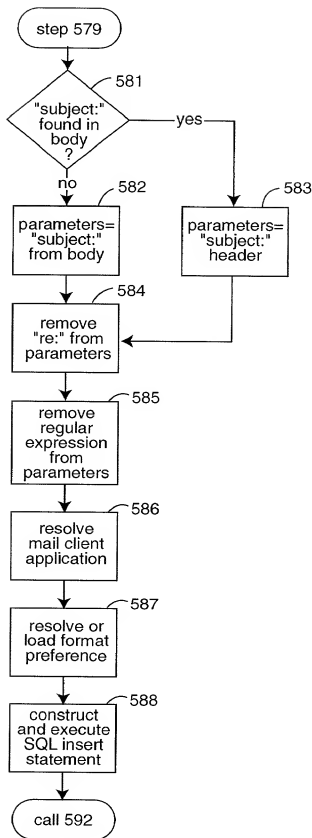 step 579
581
"subject:"
found in
body
?
yes
no
582
583
parameters=
"subject:"
from body
parameters=
"subject:"
header
584
remove
"re:" from
parameters
585
remove
regular
expression
from
parameters
586
resolve
mail client
application
587
resolve or
load format
preference
588
construct
and execute
SQL insert
statement
call 592